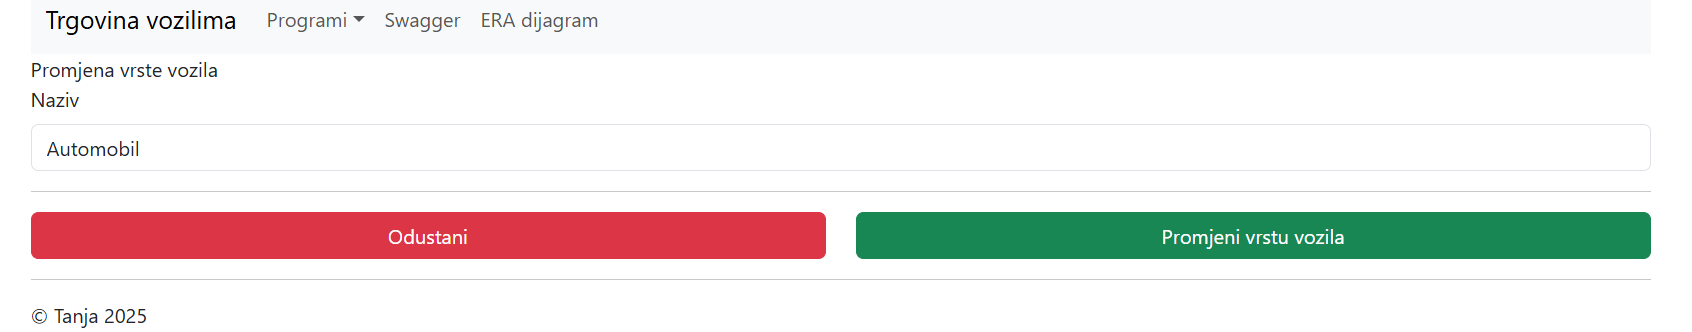 Trgovina vozilima Programi Swagger ERA dijagram
Promjena vrste vozila
Naziv
Automobil
Odustani Promjeni vrstu vozila
© Tanja 2025